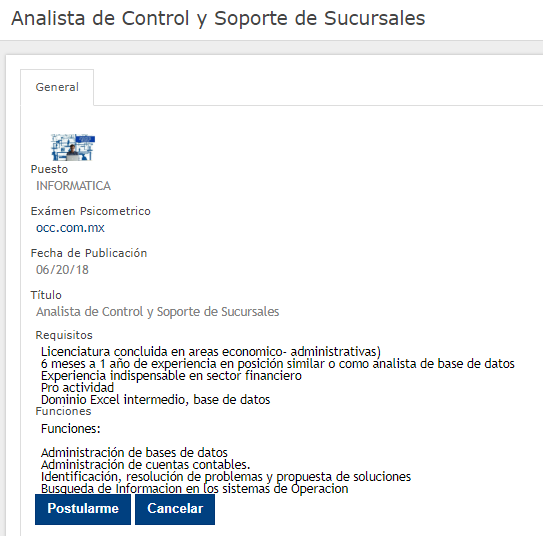 Analista de Control y Soporte de Sucursales
General
Puesto
INFORMATICA
Exámen Psicometrico
occ.com.mx
Fecha de Publicación
06/20/18
Título
Analista de Control y Soporte de Sucursales
Requisitos
Licenciatura concluida en areas economico- administrativas)
6 meses a 1 año de experiencia en posición similar o como analista de base de datos
Experiencia indispensable en sector financiero
Pro actividad
Dominio Excel intermedio, base de datos
Funciones
Funciones:
Administración de bases de datos
Administración de cuentas contables.
Identificación, resolución de problemas y propuesta de soluciones
Busqueda de Informacion en los sistemas de Operacion
Postularme Cancelar